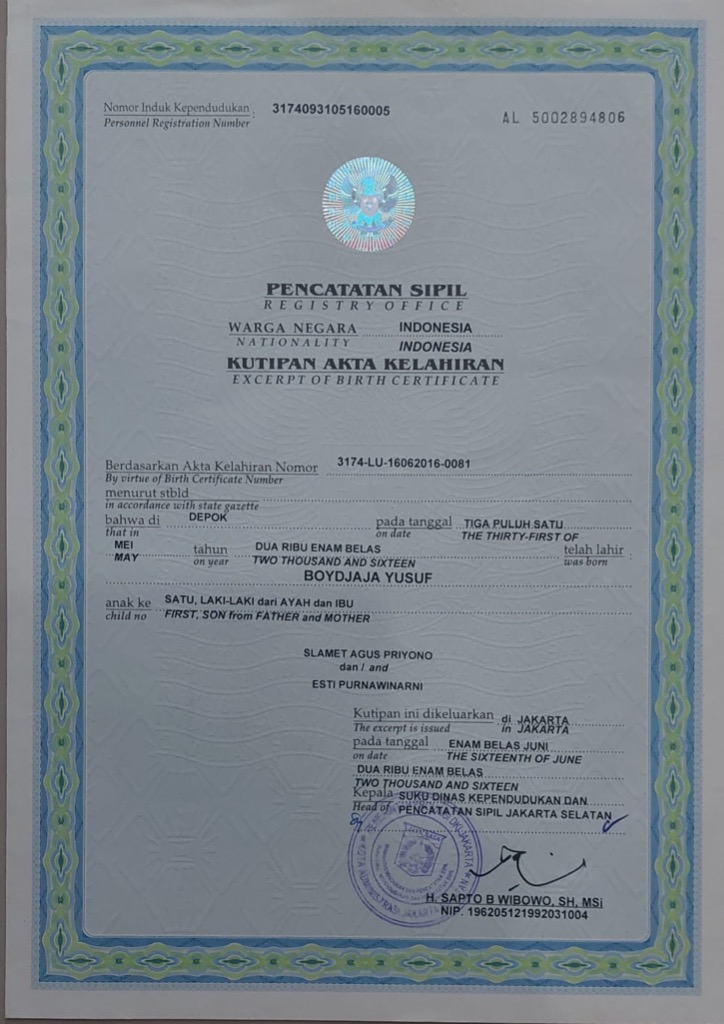 Nomor Induk Kependudukan : 3174093105160005
Personnel Registration Number
AL 5002894806
PENCATATAN SIPIL
REGISTRY OFFICE
WARGA NEGARA INDONESIA
NATIONALITY INDONESIA
KUTIPAN AKTA KELAHIRAN
EXCERPT OF BIRTH CERTIFICATE
Berdasarkan Akta Kelahiran Nomor 3174-LU-16062016-0081
By virtue of Birth Certificate Number
menurut stbld
in accordance with state gazette
bahwa di DEPOK pada tanggal TIGA PULUH SATU
that in on date THE THIRTY-FIRST OF
MEI tahun DUA RIBU ENAM BELAS telah lahir :
MAY on year TWO THOUSAND AND SIXTEEN was born
BOYDJAJA YUSUF
anak ke SATU, LAKI-LAKI dari AYAH dan IBU
child no FIRST, SON from FATHER and MOTHER
SLAMET AGUS PRIYONO
dan / and
ESTI PURNAWINARNI
Kutipan ini dikeluarkan di JAKARTA
The excerpt is issued in JAKARTA
pada tanggal ENAM BELAS JUNI
on date THE SIXTEENTH OF JUNE
DUA RIBU ENAM BELAS
TWO THOUSAND AND SIXTEEN
Kepala SUKU DINAS KEPENDUDUKAN DAN
Head of PENCATATAN SIPIL JAKARTA SELATAN
H. SAPTO B WIBOWO, SH, MSi
NIP. 196205121992031004